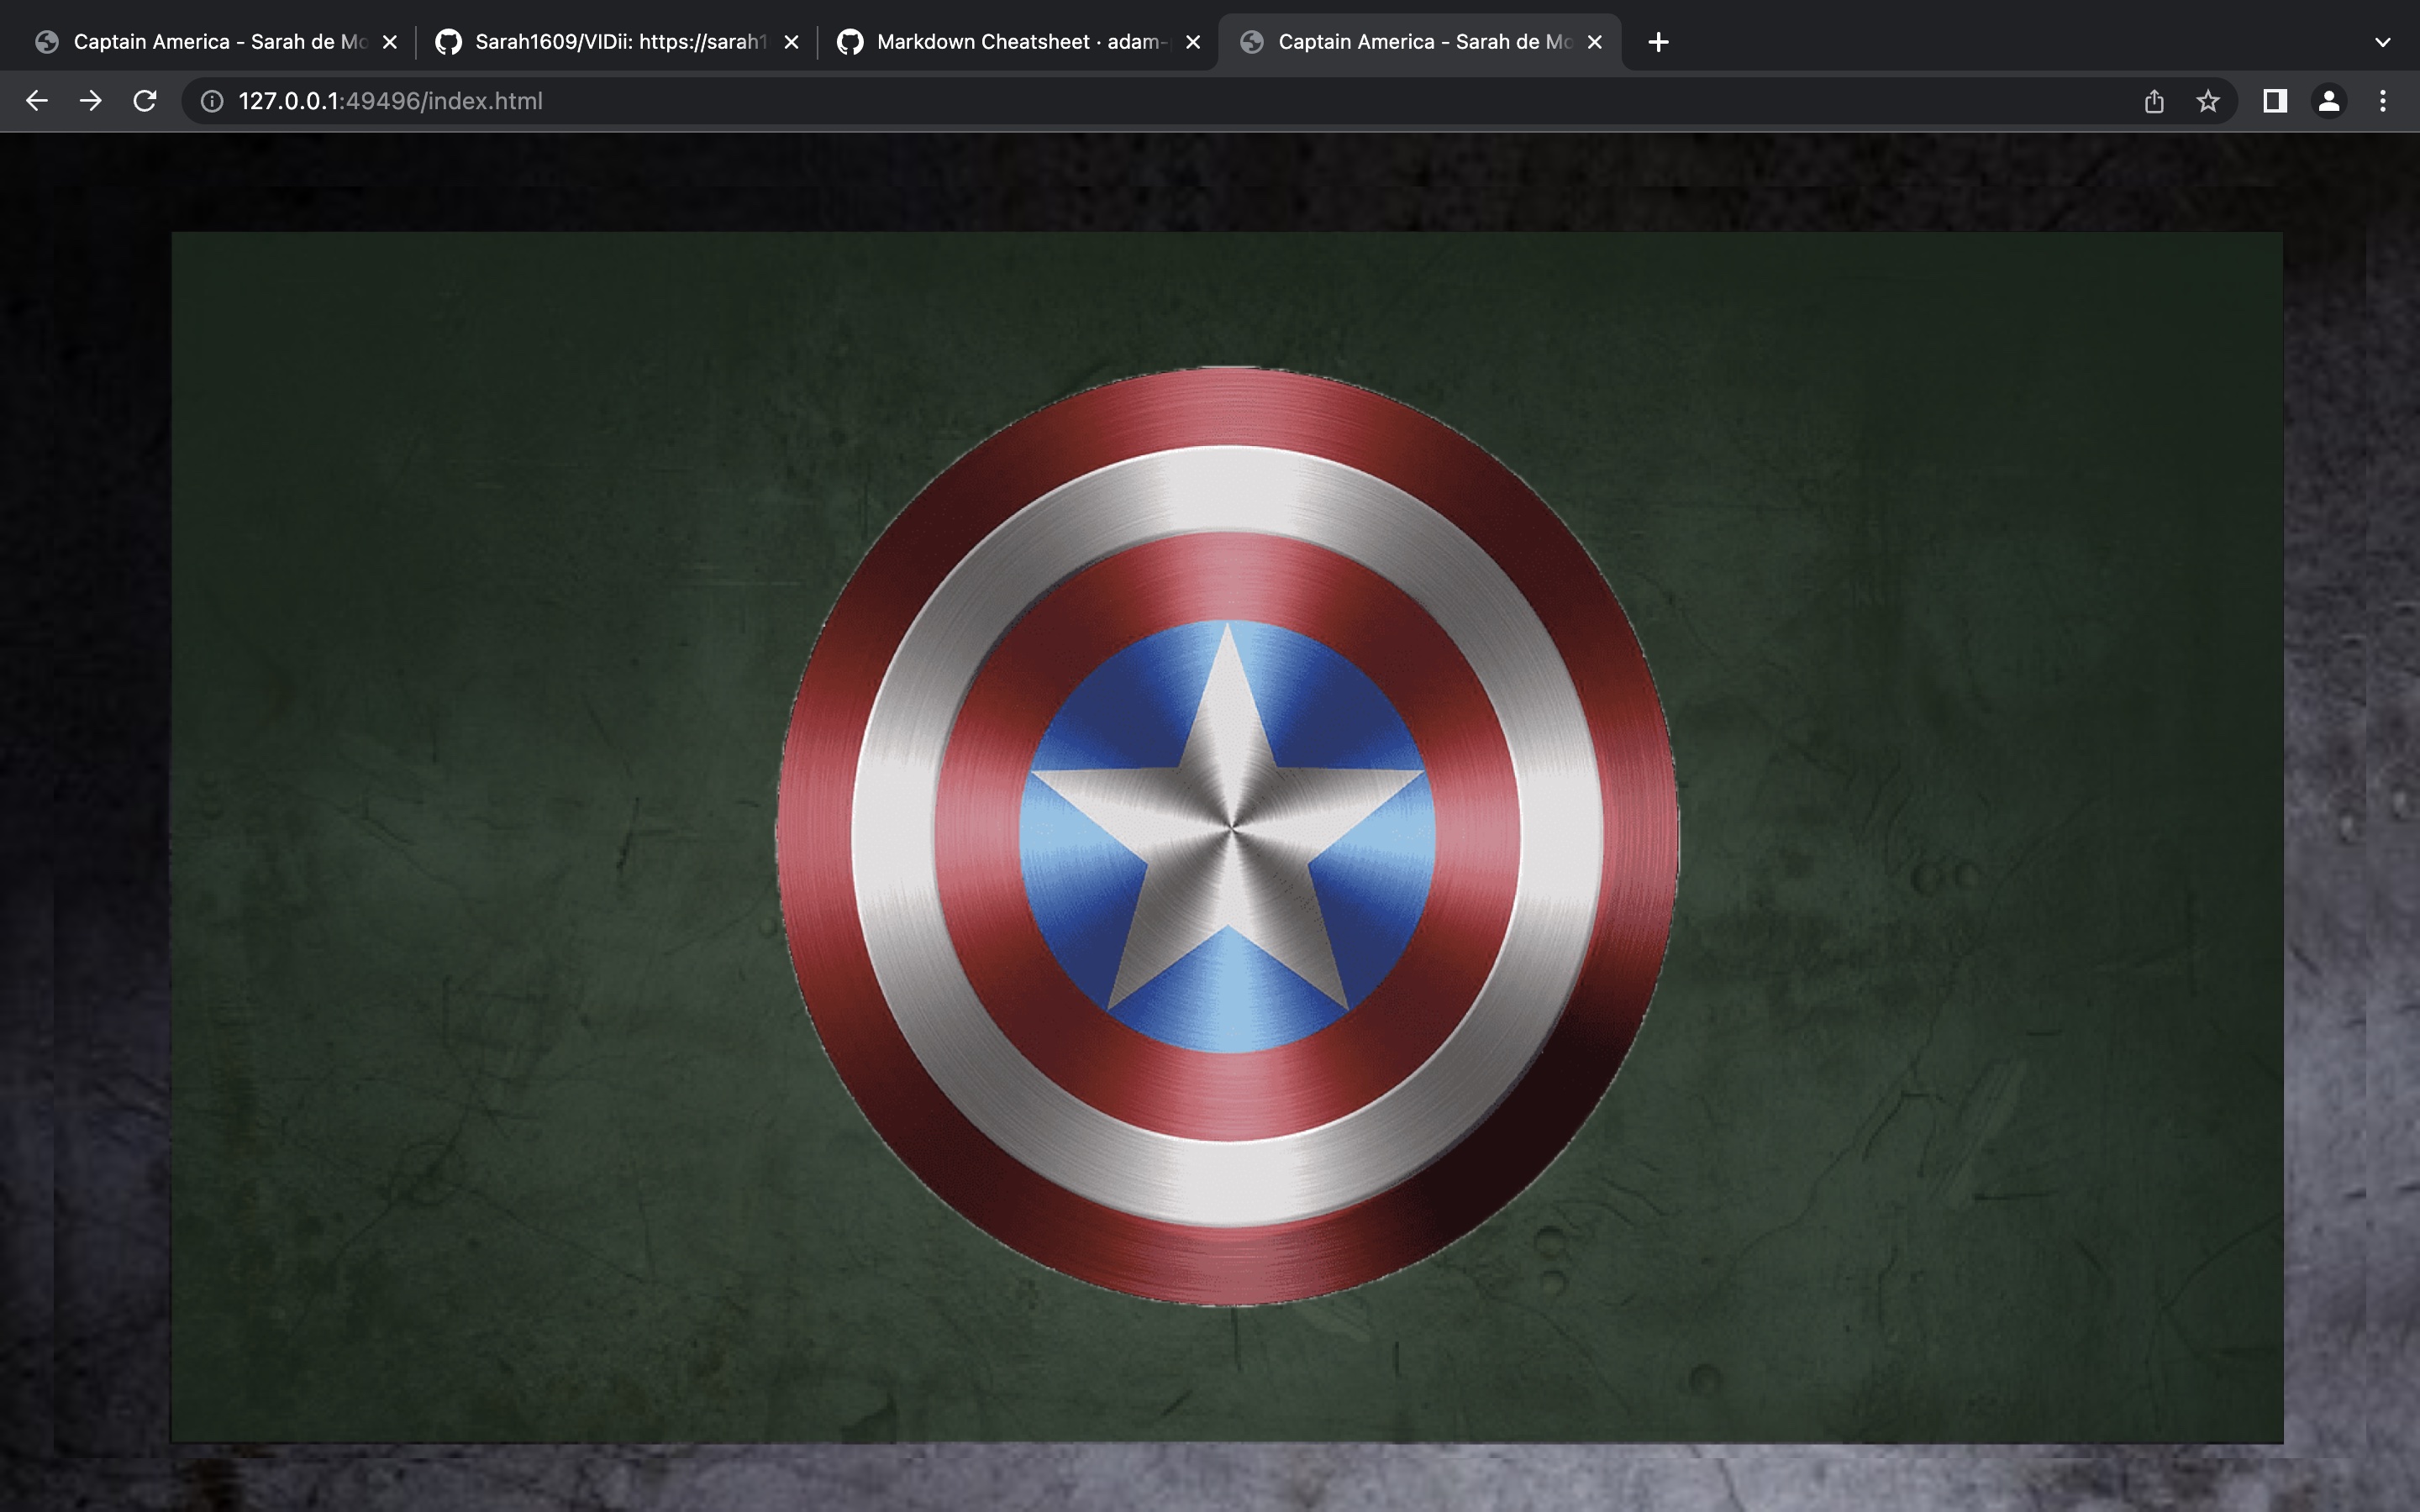 Captain America - Sarah de Mo
Sarah1609/VIDii: https://sarah1
Markdown Cheatsheet · adam-
Captain America - Sarah de Mo
127.0.0.1:49496/index.html